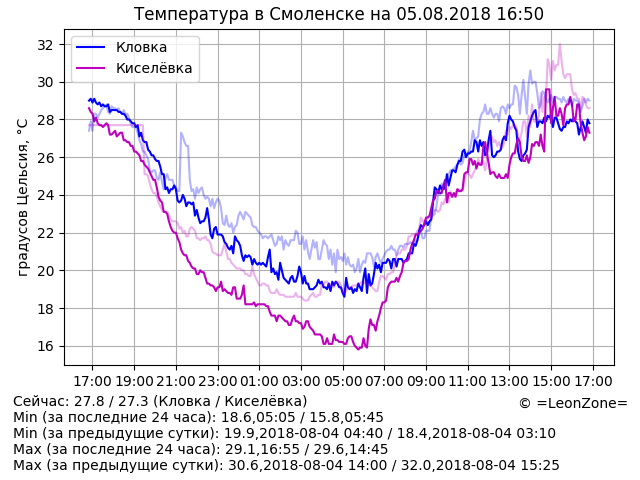 Температура в Смоленске на 05.08.2018 16:50
Кловка
Киселёвка
градусов Цельсия, °C
32
30
28
26
24
22
20
18
16
17:00 19:00 21:00 23:00 01:00 03:00 05:00 07:00 09:00 11:00 13:00 15:00 17:00
Сейчас: 27.8 / 27.3 (Кловка / Киселёвка)
© =LeonZone=
Min (за последние 24 часа): 18.6,05:05 / 15.8,05:45
Min (за предыдущие сутки): 19.9,2018-08-04 04:40 / 18.4,2018-08-04 03:10
Max (за последние 24 часа): 29.1,16:55 / 29.6,14:45
Max (за предыдущие сутки): 30.6,2018-08-04 14:00 / 32.0,2018-08-04 15:25